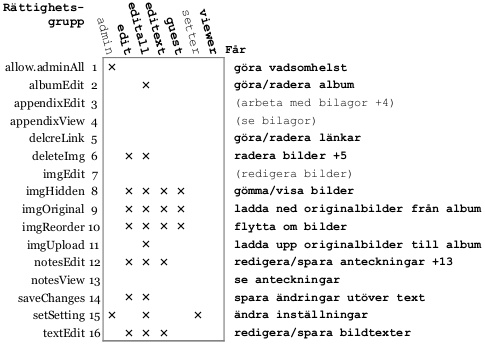 Rättighets-
grupp admin edit editall editext guest setter viewer Får
allow.adminAll 1 × göra vadsomhelst
albumEdit 2 × göra/radera album
appendixEdit 3 (arbeta med bilagor +4)
appendixView 4 (se bilagor)
delcreLink 5 göra/radera länkar
deleteImg 6 × × radera bilder +5
imgEdit 7 (redigera bilder)
imgHidden 8 × × × × gömma/visa bilder
imgOriginal 9 × × × × ladda ned originalbilder från album
imgReorder 10 × × × × flytta om bilder
imgUpload 11 × ladda upp originalbilder till album
notesEdit 12 × × × redigera/spara anteckningar +13
notesView 13 se anteckningar
saveChanges 14 × × spara ändringar utöver text
setSetting 15 × × × ändra inställningar
textEdit 16 × × × redigera/spara bildtexter